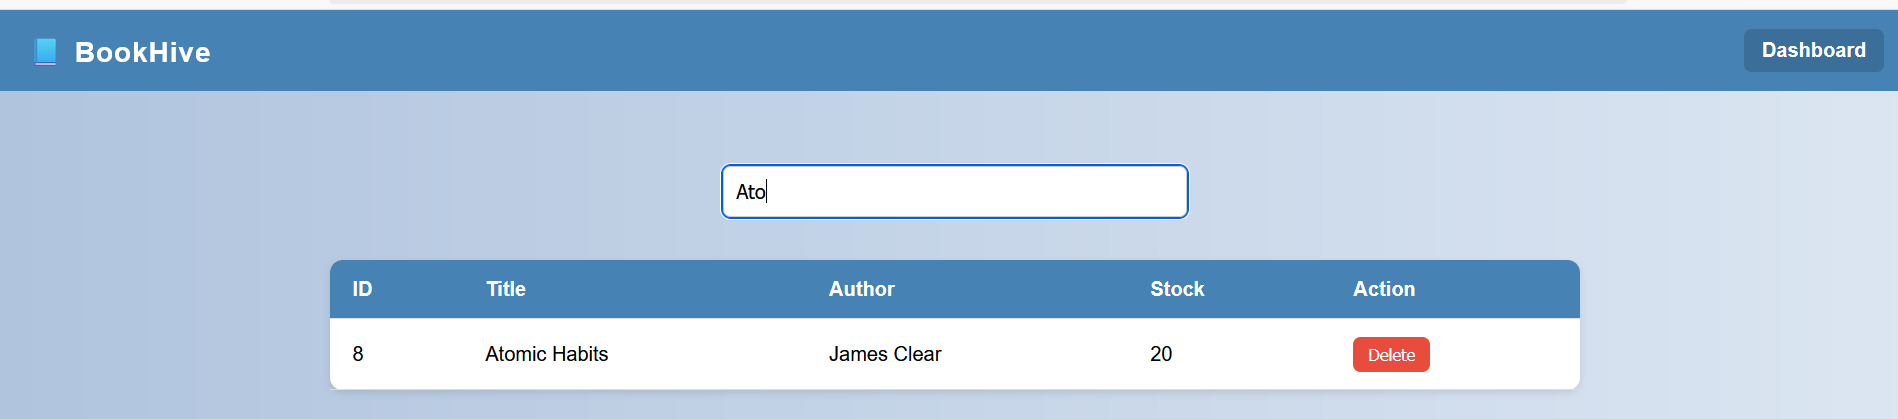 BookHive
Dashboard
Ato
ID Title Author Stock Action
8 Atomic Habits James Clear 20 Delete